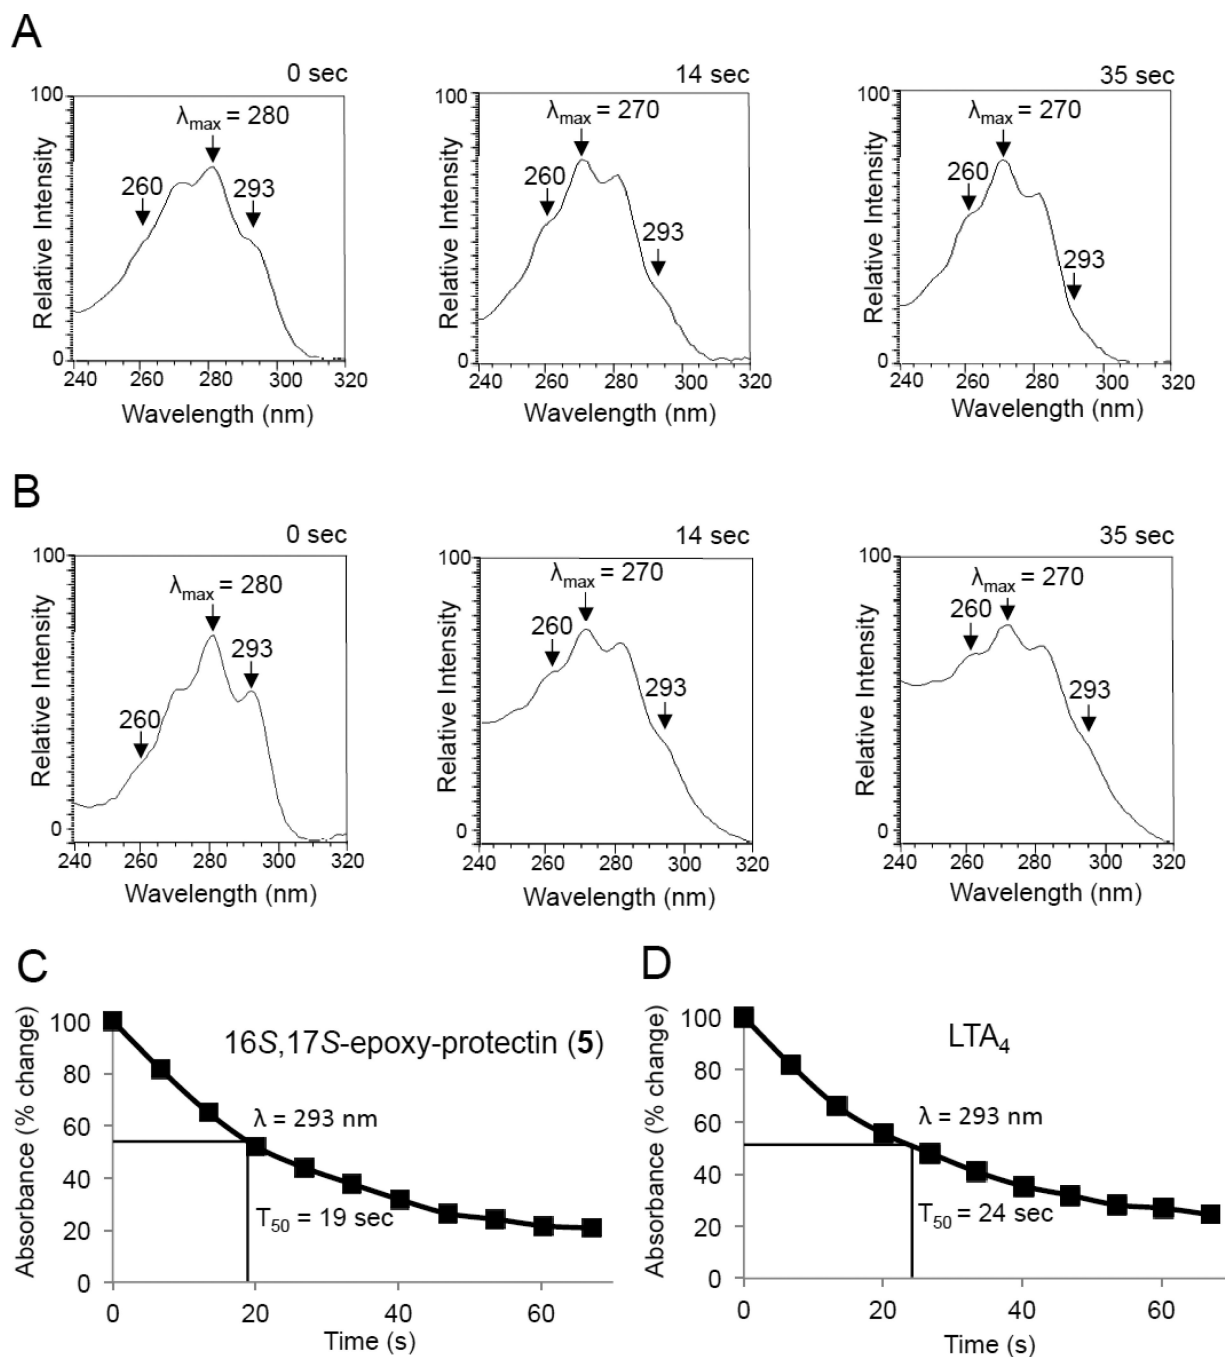 A
0 sec
14 sec
35 sec
100
λmax = 280
260
293
Relative Intensity
0
240 260 280 300 320
Wavelength (nm)
100
λmax = 270
260
293
Relative Intensity
0
240 260 280 300 320
Wavelength (nm)
100
λmax = 270
260
293
Relative Intensity
0
240 260 280 300 320
Wavelength (nm)
B
0 sec
14 sec
35 sec
100
λmax = 280
293
260
Relative Intensity
0
240 260 280 300 320
Wavelength (nm)
100
λmax = 270
260
293
Relative Intensity
0
240 260 280 300 320
Wavelength (nm)
100
λmax = 270
260
293
Relative Intensity
0
240 260 280 300 320
Wavelength (nm)
C
Absorbance (% change)
100
80
60
40
20
0
16S,17S-epoxy-protectin (5)
λ = 293 nm
T50 = 19 sec
0 20 40 60
Time (s)
D
Absorbance (% change)
100
80
60
40
20
0
LTA4
λ = 293 nm
T50 = 24 sec
0 20 40 60
Time (s)